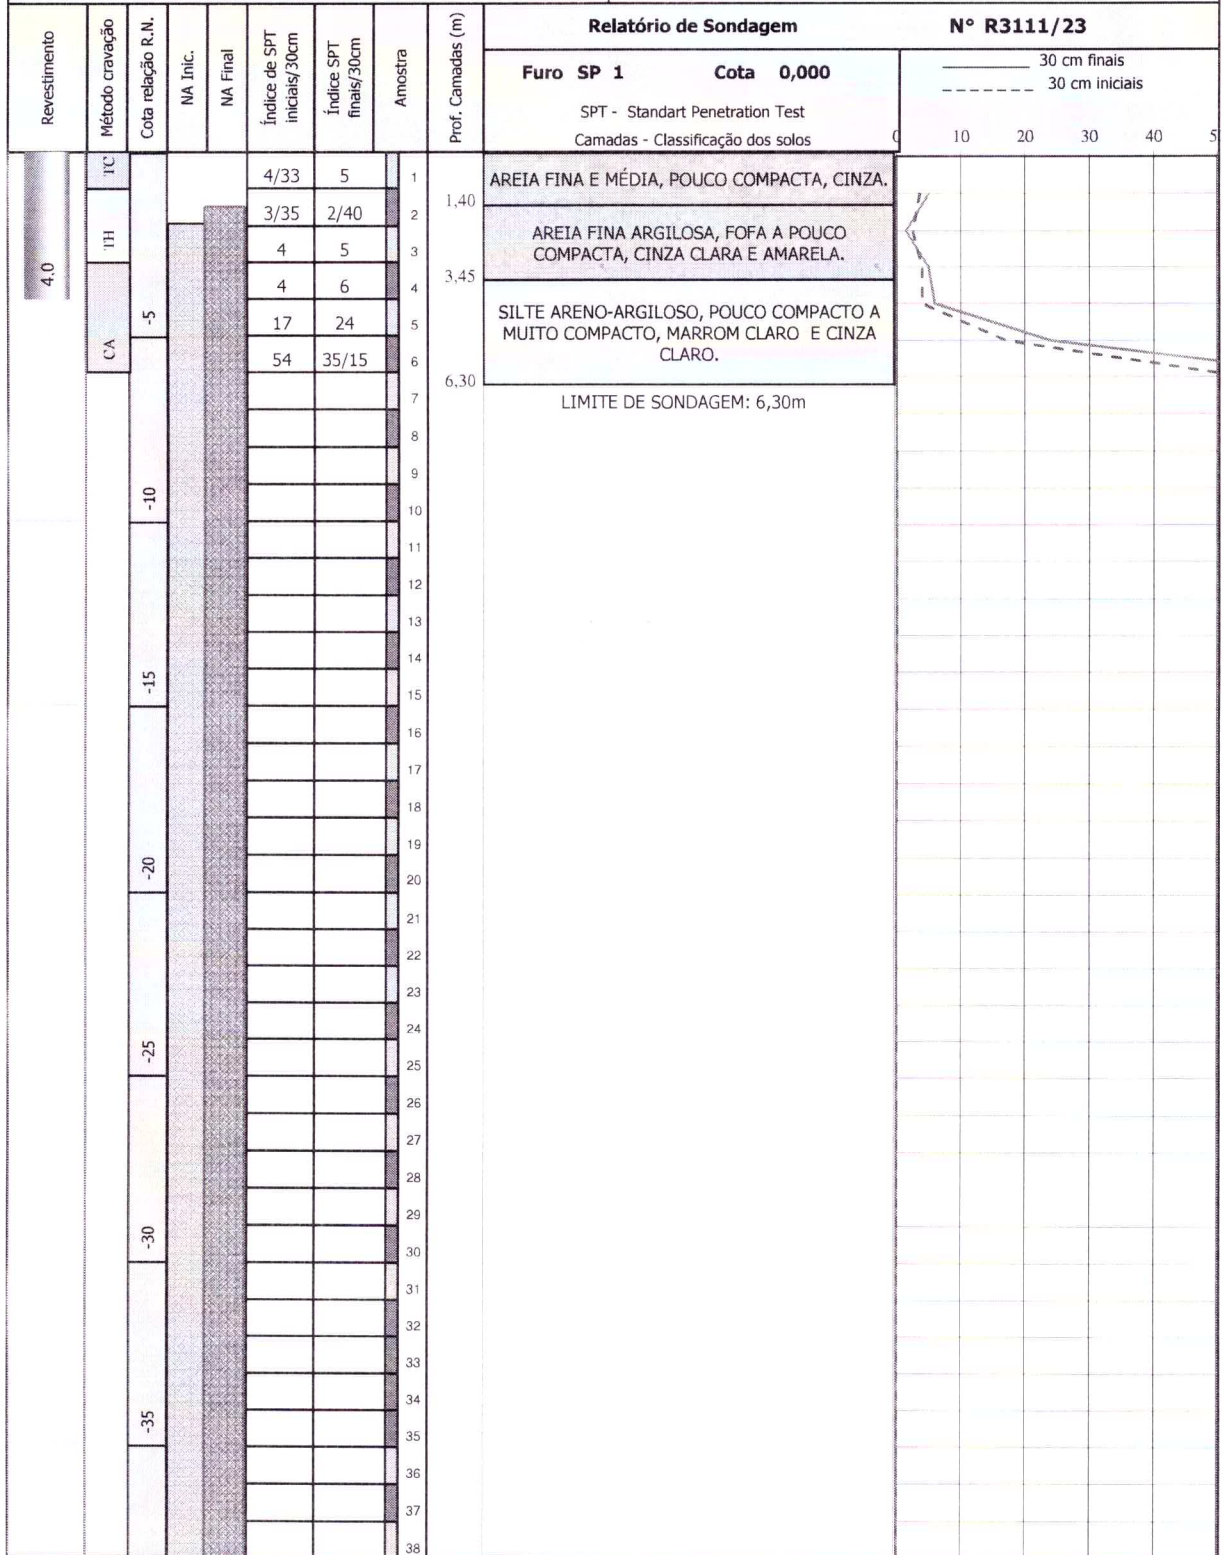 Revestimento
Método cravação
Cota relação R.N.
NA Inic.
NA Final
Índice de SPT
iniciais/30cm
Índice SPT
finais/30cm
Amostra
Prof. Camadas (m)
Relatório de Sondagem
N° R3111/23
Furo SP 1 Cota 0,000
SPT - Standart Penetration Test
Camadas - Classificação dos solos
30 cm finais
30 cm iniciais
0 10 20 30 40 50
4.0
TC
TH
CA
4/33 5 1
3/35 2/40 2
4 5 3
4 6 4
17 24 5
54 35/15 6
1,40
3,45
6,30
AREIA FINA E MÉDIA, POUCO COMPACTA, CINZA.
AREIA FINA ARGILOSA, FOFA A POUCO
COMPACTA, CINZA CLARA E AMARELA.
SILTE ARENO-ARGILOSO, POUCO COMPACTO A
MUITO COMPACTO, MARROM CLARO E CINZA
CLARO.
LIMITE DE SONDAGEM: 6,30m
-5
-10
-15
-20
-25
-30
-35
7
8
9
10
11
12
13
14
15
16
17
18
19
20
21
22
23
24
25
26
27
28
29
30
31
32
33
34
35
36
37
38